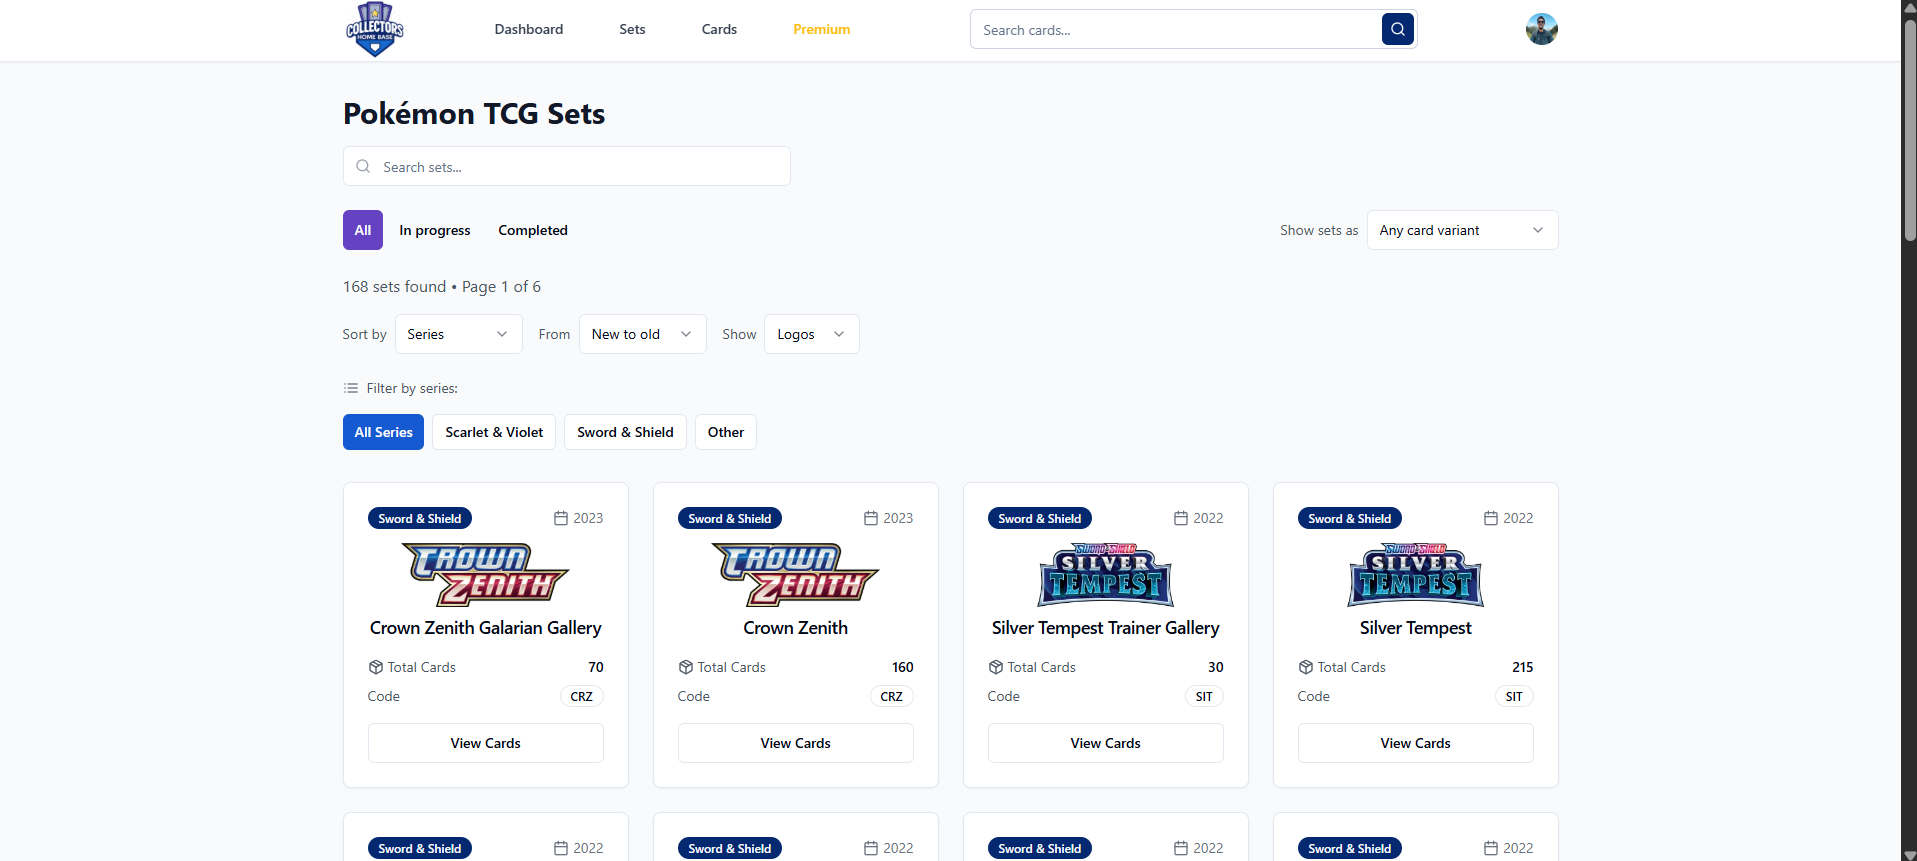 COLLECTORS
HOME BASE
Dashboard
Sets
Cards
Premium
Search cards...
Pokémon TCG Sets
Search sets...
All
In progress
Completed
Show sets as
Any card variant
168 sets found • Page 1 of 6
Sort by
Series
From
New to old
Show
Logos
Filter by series:
All Series
Scarlet & Violet
Sword & Shield
Other
Sword & Shield
2023
CROWN
ZENITH
Crown Zenith Galarian Gallery
Total Cards
70
Code
CRZ
View Cards
Sword & Shield
2023
CROWN
ZENITH
Crown Zenith
Total Cards
160
Code
CRZ
View Cards
Sword & Shield
2022
SWORD & SHIELD
SILVER
TEMPEST
Silver Tempest Trainer Gallery
Total Cards
30
Code
SIT
View Cards
Sword & Shield
2022
SWORD & SHIELD
SILVER
TEMPEST
Silver Tempest
Total Cards
215
Code
SIT
View Cards
Sword & Shield
2022
Sword & Shield
2022
Sword & Shield
2022
Sword & Shield
2022